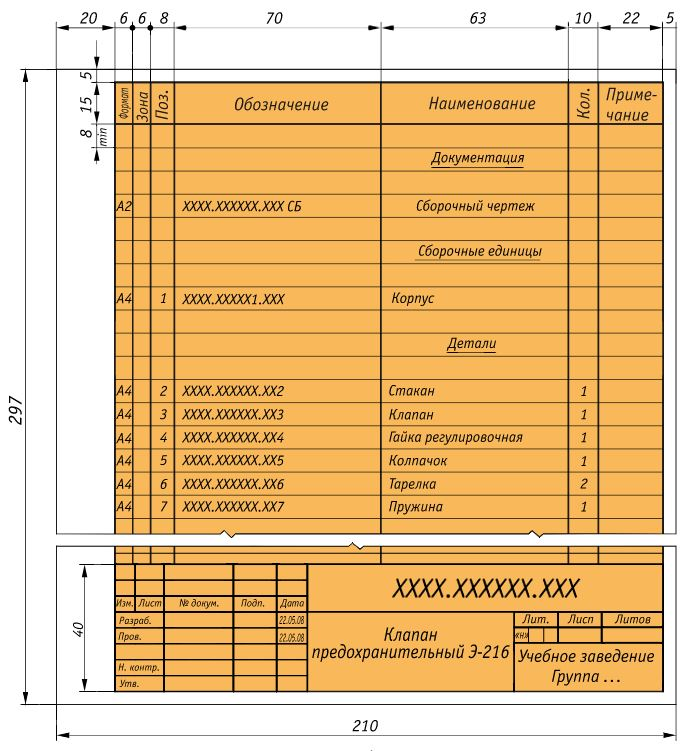 20 6 6 8 70 63 10 22 5
5
15
8 min
Формат Зона Поз. Обозначение Наименование Кол. Приме-
чание
Документация
А2 XXXX.XXXXXX.XXX СБ Сборочный чертеж
Сборочные единицы
А4 1 XXXX.XXXXX1.XXX Корпус
Детали
А4 2 XXXX.XXXXXX.XX2 Стакан 1
А4 3 XXXX.XXXXXX.XX3 Клапан 1
А4 4 XXXX.XXXXXX.XX4 Гайка регулировочная 1
А4 5 XXXX.XXXXXX.XX5 Колпачок 1
А4 6 XXXX.XXXXXX.XX6 Тарелка 2
А4 7 XXXX.XXXXXX.XX7 Пружина 1
297
40
XXXX.XXXXXX.XXX
Изм. Лист № докум. Подп. Дата
Разраб. 22.05.08
Пров. 22.05.08
Н. контр.
Утв.
Клапан
предохранительный Э-216
Лит. Лисп Литов
«н»
Учебное заведение
Группа ...
210